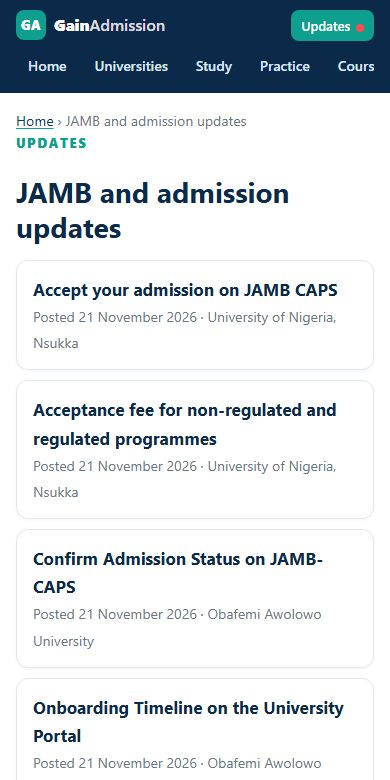 GA GainAdmission Updates
Home Universities Study Practice Cours
Home › JAMB and admission updates
UPDATES
JAMB and admission
updates
Accept your admission on JAMB CAPS
Posted 21 November 2026 · University of Nigeria,
Nsukka
Acceptance fee for non-regulated and
regulated programmes
Posted 21 November 2026 · University of Nigeria,
Nsukka
Confirm Admission Status on JAMB-
CAPS
Posted 21 November 2026 · Obafemi Awolowo
University
Onboarding Timeline on the University
Portal
Posted 21 November 2026 · Obafemi Awolowo